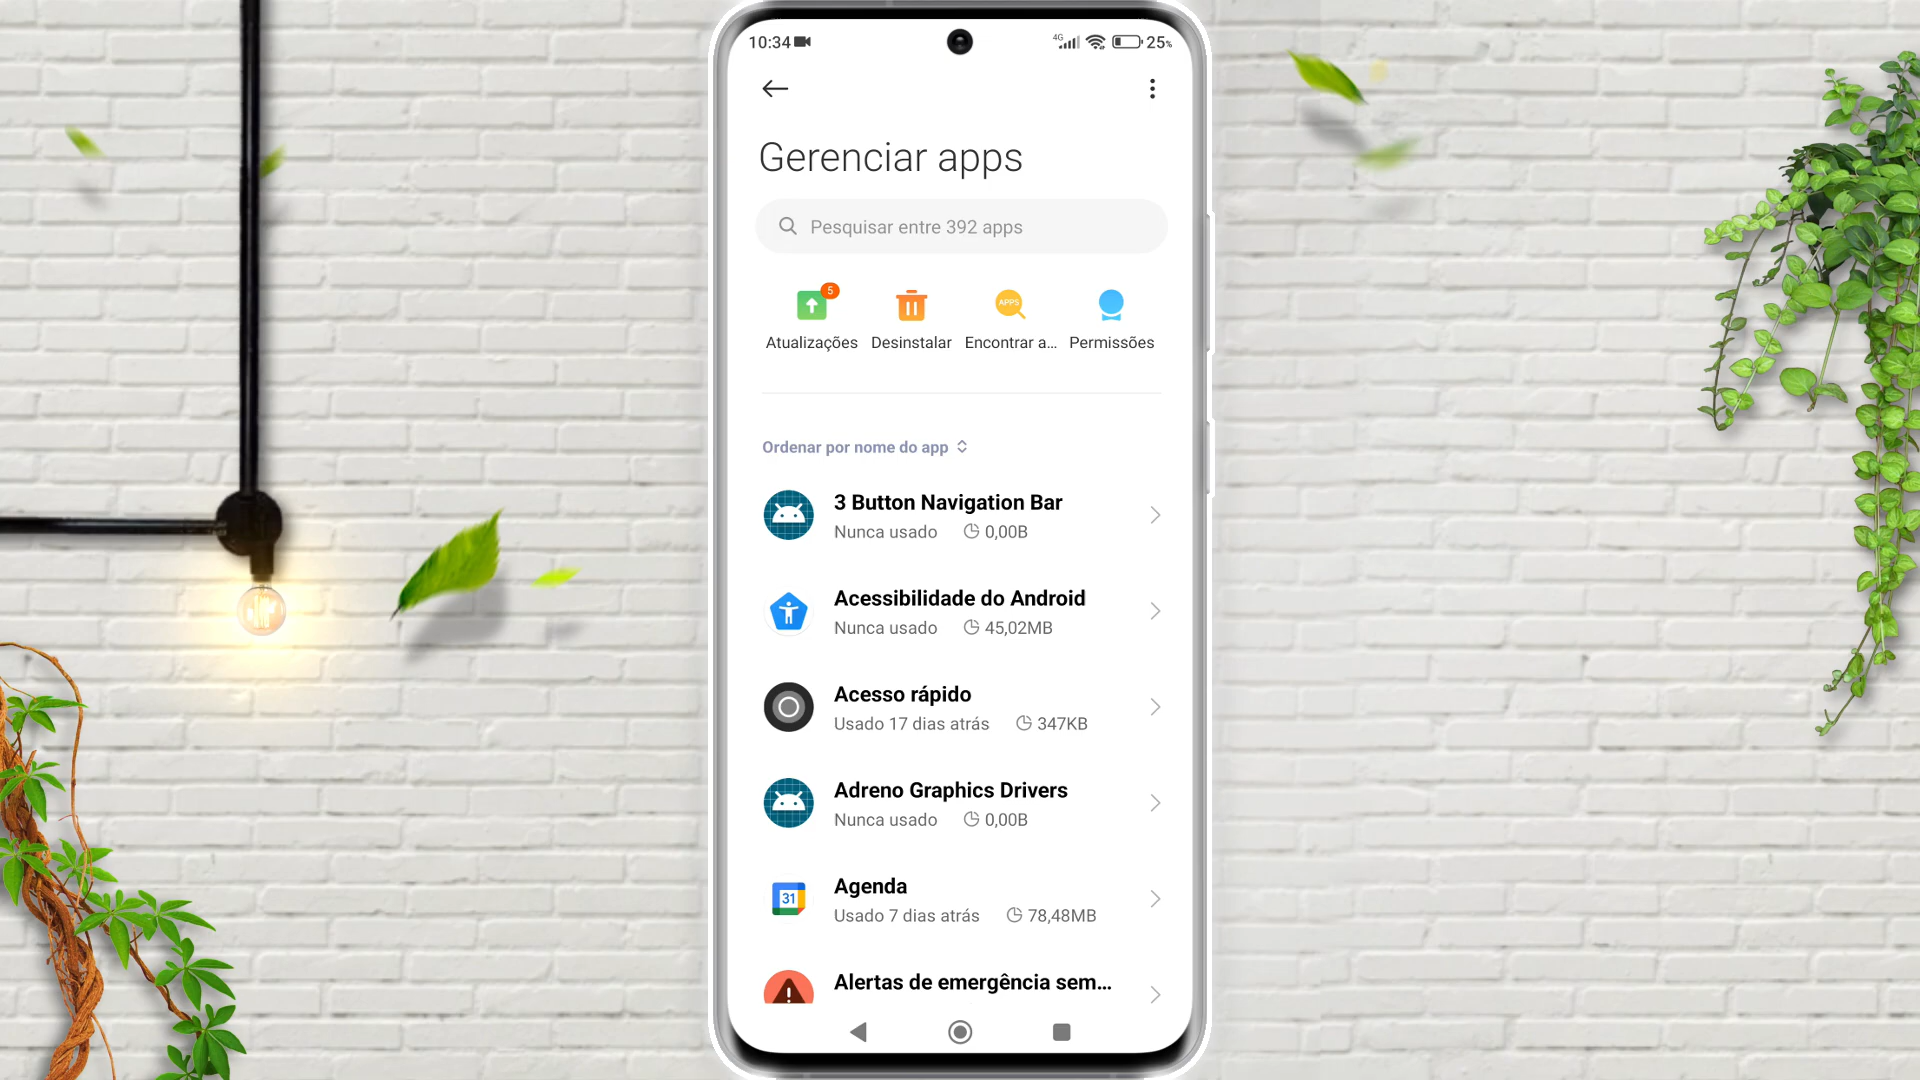 10:34
4G
25%
Gerenciar apps
Pesquisar entre 392 apps
5
APPS
Atualizações Desinstalar Encontrar a... Permissões
Ordenar por nome do app
3 Button Navigation Bar
Nunca usado 0,00B
Acessibilidade do Android
Nunca usado 45,02MB
Acesso rápido
Usado 17 dias atrás 347KB
Adreno Graphics Drivers
Nunca usado 0,00B
31
Agenda
Usado 7 dias atrás 78,48MB
Alertas de emergência sem...